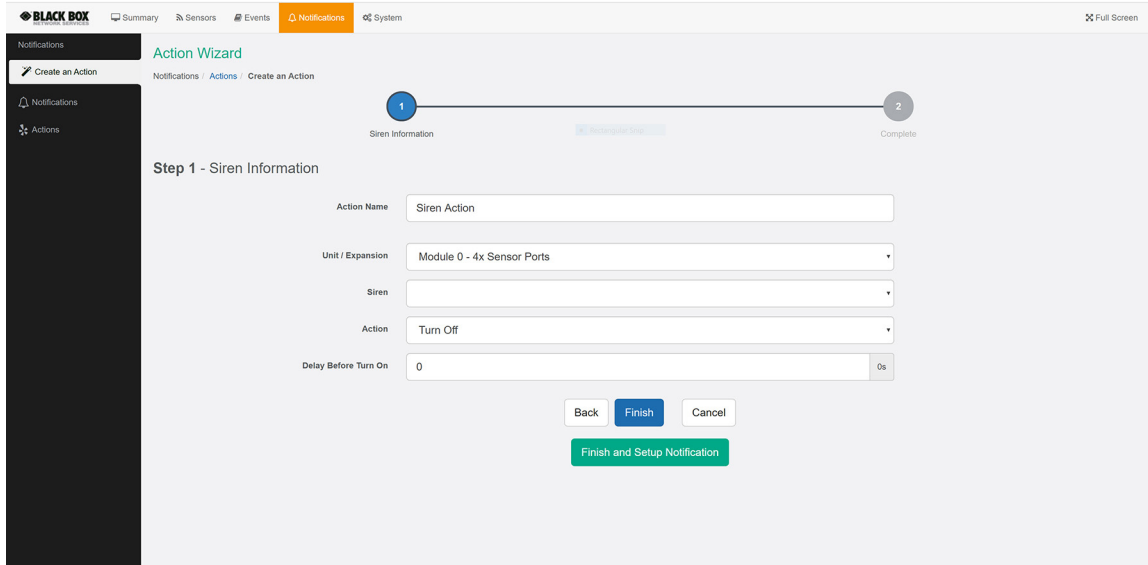 BLACK BOX
NETWORK SERVICES
Summary
Sensors
Events
Notifications
System
Full Screen
Notifications
Create an Action
Notifications
Actions
Action Wizard
Notifications / Actions / Create an Action
1
2
Siren Information
Rectangular Snip
Complete
Step 1 - Siren Information
Action Name
Siren Action
Unit / Expansion
Module 0 - 4x Sensor Ports
Siren
Action
Turn Off
Delay Before Turn On
0
0s
Back
Finish
Cancel
Finish and Setup Notification